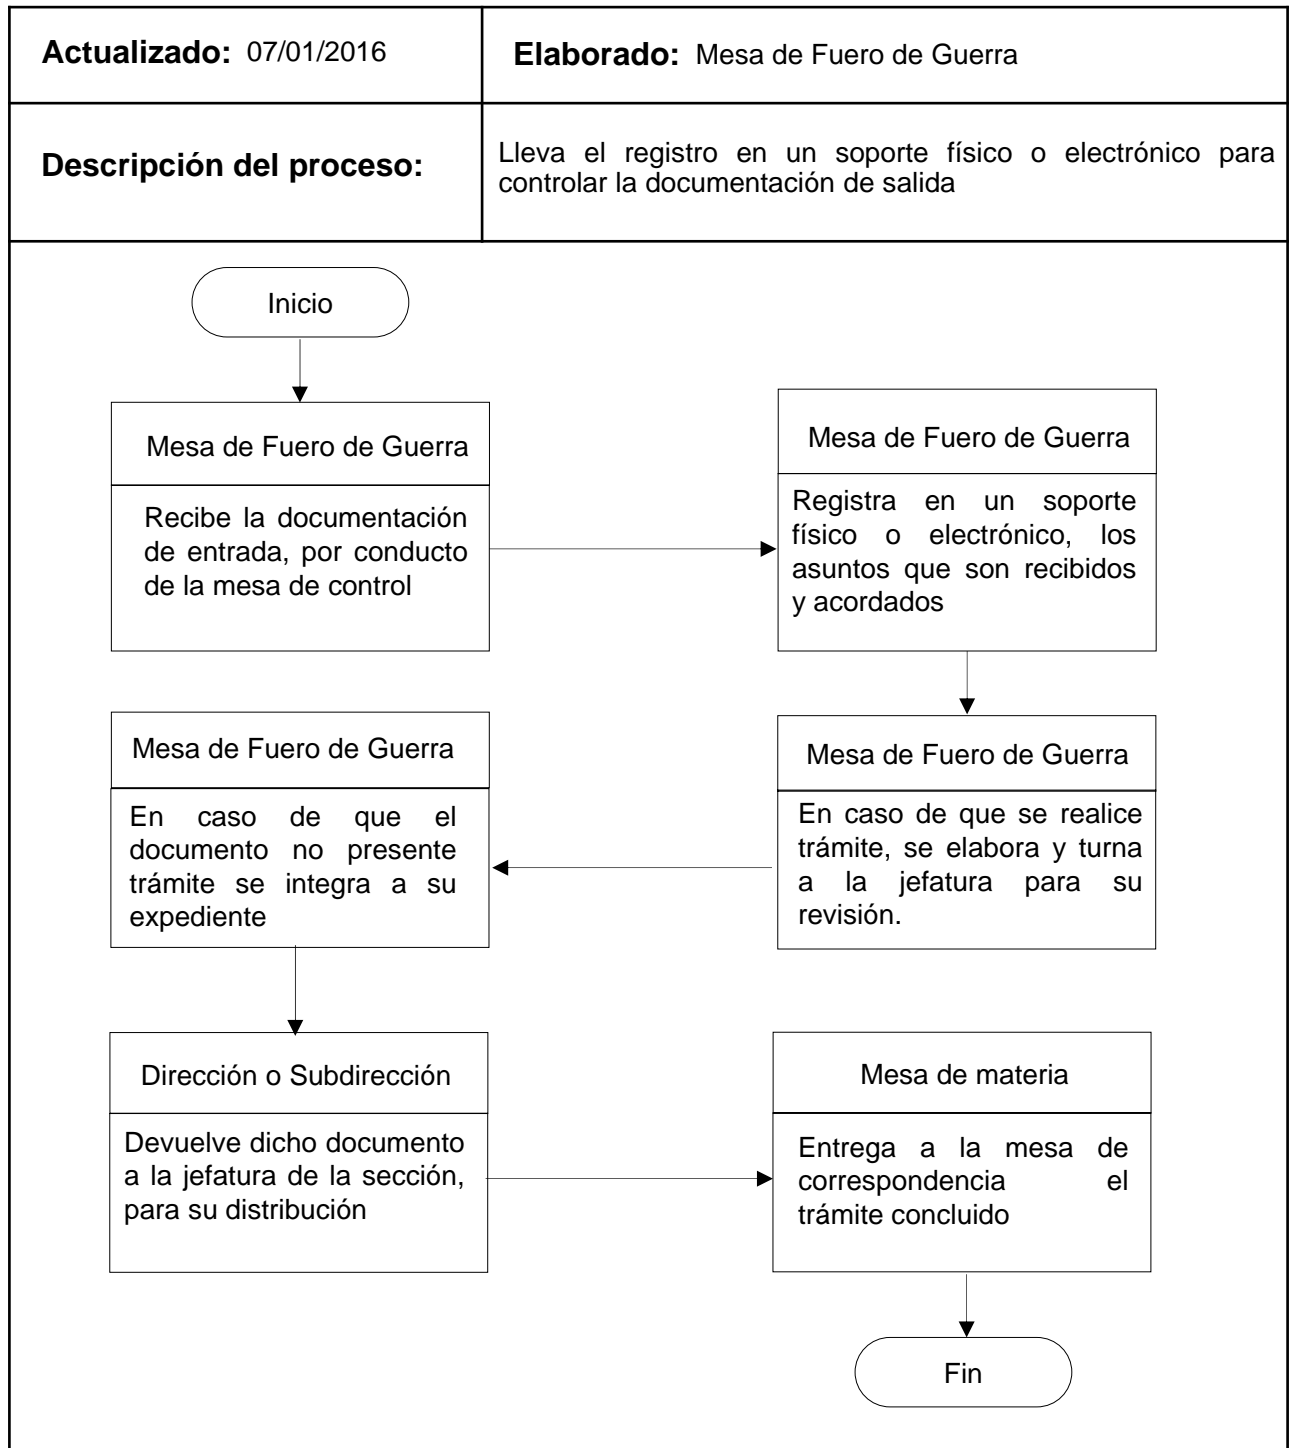 Actualizado: 07/01/2016
Elaborado: Mesa de Fuero de Guerra
Descripción del proceso:
Lleva el registro en un soporte físico o electrónico para
controlar la documentación de salida
Inicio
Mesa de Fuero de Guerra
Recibe la documentación
de entrada, por conducto
de la mesa de control
Mesa de Fuero de Guerra
Registra en un soporte
físico o electrónico, los
asuntos que son recibidos
y acordados
Mesa de Fuero de Guerra
En caso de que se realice
trámite, se elabora y turna
a la jefatura para su
revisión.
Mesa de Fuero de Guerra
En caso de que el
documento no presente
trámite se integra a su
expediente
Dirección o Subdirección
Devuelve dicho documento
a la jefatura de la sección,
para su distribución
Mesa de materia
Entrega a la mesa de
correspondencia el
trámite concluido
Fin